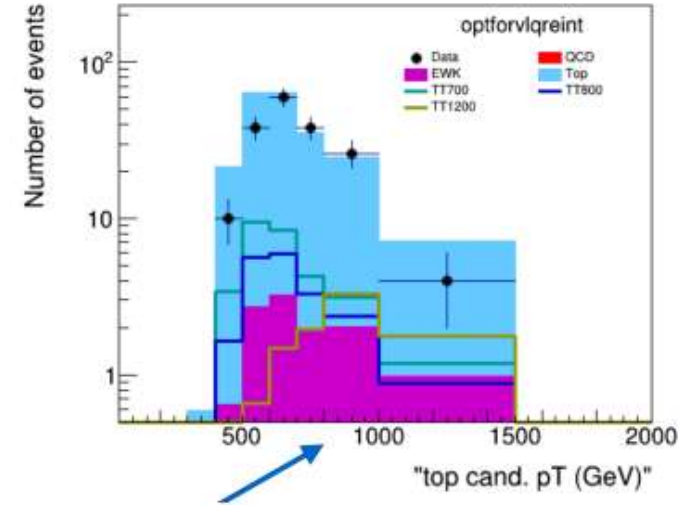 Number of events
optforvlqreint
Data QCD
EWK Top
TT700 TT800
TT1200
10²
10
1
500 1000 1500 2000
"top cand. pT (GeV)"